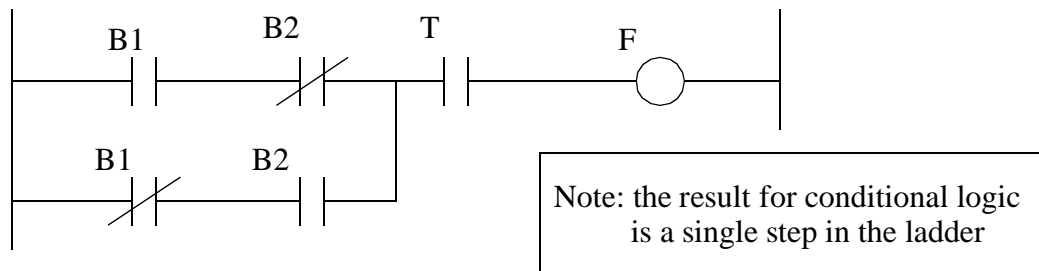 B1 B2 T F
B1 B2
Note: the result for conditional logic
is a single step in the ladder